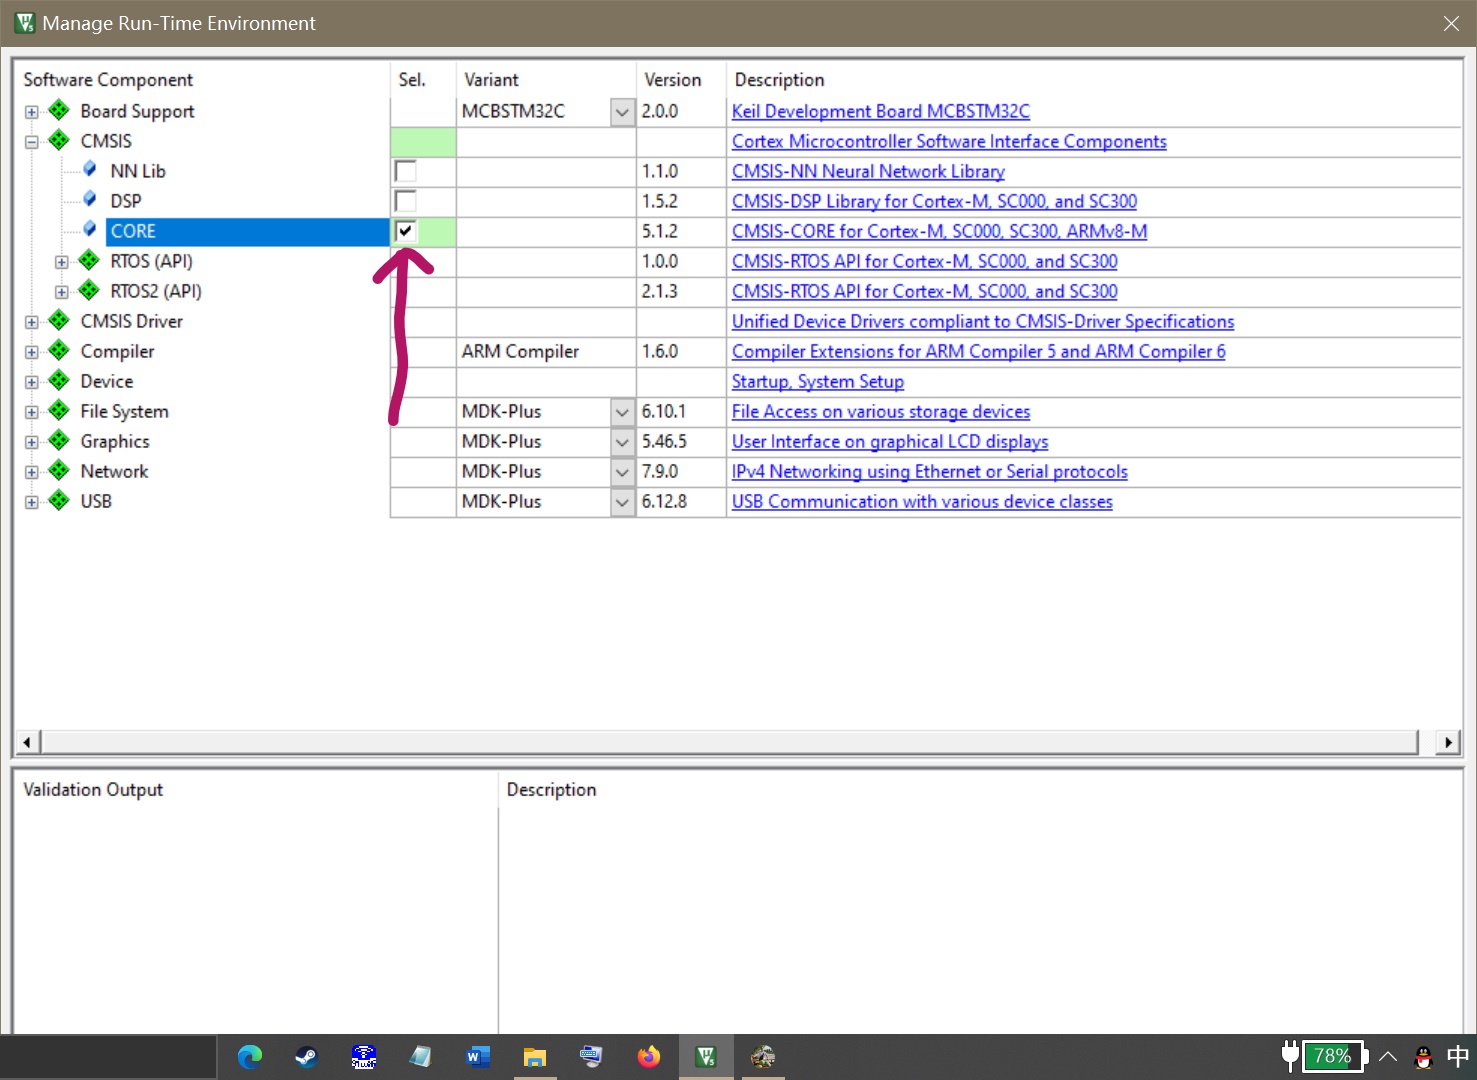 Manage Run-Time Environment
Software Component Sel. Variant Version Description
Board Support MCBSTM32C 2.0.0 Keil Development Board MCBSTM32C
CMSIS Cortex Microcontroller Software Interface Components
NN Lib 1.1.0 CMSIS-NN Neural Network Library
DSP 1.5.2 CMSIS-DSP Library for Cortex-M, SC000, and SC300
CORE 5.1.2 CMSIS-CORE for Cortex-M, SC000, SC300, ARMv8-M
RTOS (API) 1.0.0 CMSIS-RTOS API for Cortex-M, SC000, and SC300
RTOS2 (API) 2.1.3 CMSIS-RTOS API for Cortex-M, SC000, and SC300
CMSIS Driver Unified Device Drivers compliant to CMSIS-Driver Specifications
Compiler ARM Compiler 1.6.0 Compiler Extensions for ARM Compiler 5 and ARM Compiler 6
Device Startup, System Setup
File System MDK-Plus 6.10.1 File Access on various storage devices
Graphics MDK-Plus 5.46.5 User Interface on graphical LCD displays
Network MDK-Plus 7.9.0 IPv4 Networking using Ethernet or Serial protocols
USB MDK-Plus 6.12.8 USB Communication with various device classes
Validation Output Description
78% 中